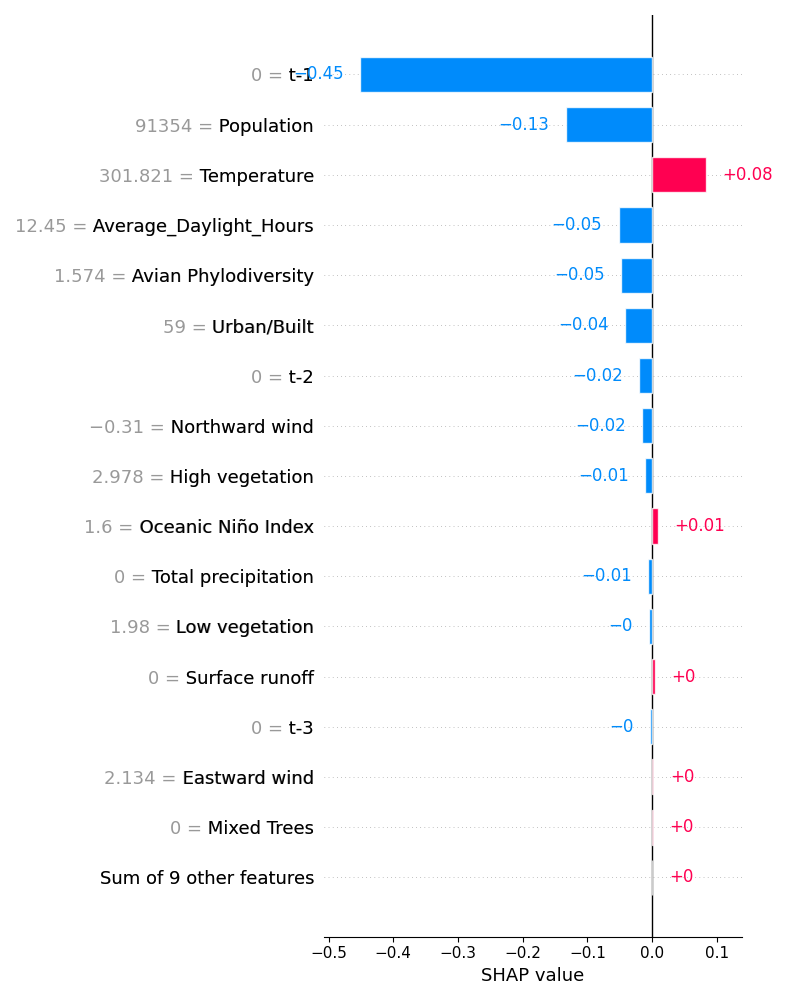 0 = t-1 −0.45
91354 = Population −0.13
301.821 = Temperature +0.08
12.45 = Average_Daylight_Hours −0.05
1.574 = Avian Phylodiversity −0.05
59 = Urban/Built −0.04
0 = t-2 −0.02
−0.31 = Northward wind −0.02
2.978 = High vegetation −0.01
1.6 = Oceanic Niño Index +0.01
0 = Total precipitation −0.01
1.98 = Low vegetation −0
0 = Surface runoff +0
0 = t-3 −0
2.134 = Eastward wind +0
0 = Mixed Trees +0
Sum of 9 other features +0
−0.5 −0.4 −0.3 −0.2 −0.1 0.0 0.1
SHAP value